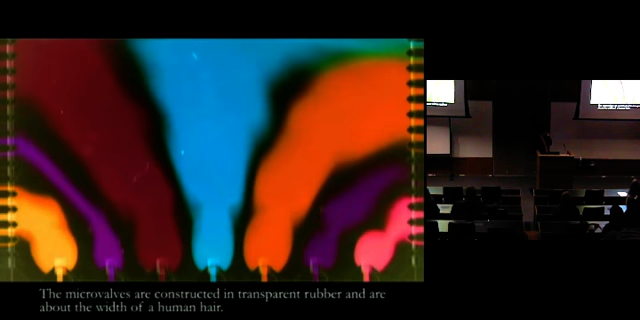 The microvalves are constructed in transparent rubber and are
about the width of a human hair.